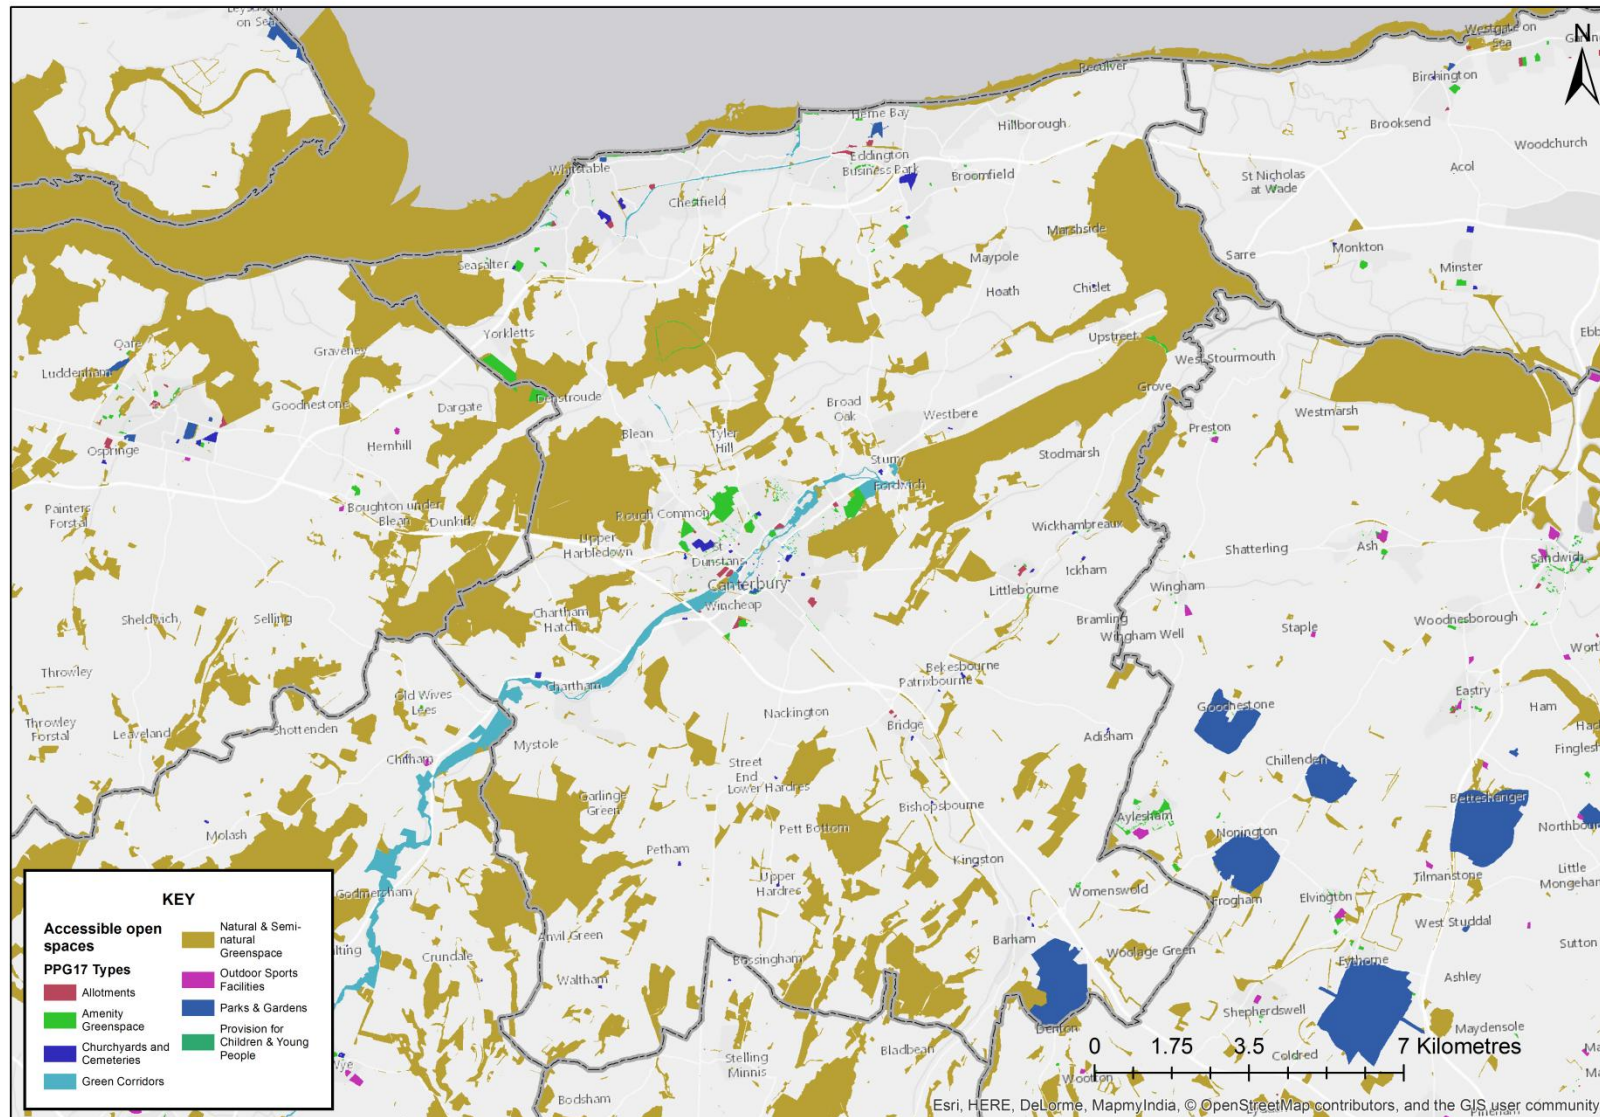 Leysdown
on Sea
Westgate on
Sea
N
Reculver
Birchington
Herne Bay
Hillborough
Brooksend
Woodchurch
Whitstable
Eddington
Business Park
Broomfield
Acol
St Nicholas
at Wade
Chestfield
Marshside
Monkton
Seasalter
Maypole
Sarre
Minster
Hoath
Chislet
Yorkletts
Upstreet
Oare
Graveney
West Stourmouth
Luddenham
Grove
Goodnestone
Denstroude
Dargate
Broad
Oak
Westbere
Westmarsh
Blean
Tyler
Hill
Preston
Hernhill
Ospringe
Sturry
Stodmarsh
Fordwich
Painters
Forstal
Boughton under
Blean
Dunkirk
Rough Common
Wickhambreaux
Upper
Harbledown
Shatterling
Ash
Sandwich
St
Dunstans
Ickham
Canterbury
Littlebourne
Wingham
Wincheap
Sheldwich
Selling
Chartham
Hatch
Bramling
Wingham Well
Staple
Woodnesborough
Throwley
Bekesbourne
Patrixbourne
Chartham
Old Wives
Lees
Eastry
Goodnestone
Ham
Throwley
Forstal
Leaveland
Shottenden
Nackington
Bridge
Mystole
Adisham
Chilham
Street
End
Lower Hardres
Chillenden
Garlinge
Green
Bishopsbourne
Betteshanger
Aylesham
Molash
Pett Bottom
Nonington
Petham
Kingston
Tilmanstone
Little
Upper
Hardres
Womenswold
Frogham
Elvington
Godmersham
West Studdal
Anvil Green
Barham
Sutton
Crundale
Bossingham
Woolage Green
Eythorne
Waltham
Ashley
Shepherdswell
Denton
Maydensole
Wye
Stelling
Minnis
Bladbean
Coldred
Wootton
Bodsham
KEY
Accessible open
spaces
PPG17 Types
Allotments
Amenity
Greenspace
Churchyards and
Cemeteries
Green Corridors
Natural & Semi-
natural
Greenspace
Outdoor Sports
Facilities
Parks & Gardens
Provision for
Children & Young
People
0 1.75 3.5 7 Kilometres
Esri, HERE, DeLorme, MapmyIndia, © OpenStreetMap contributors, and the GIS user community